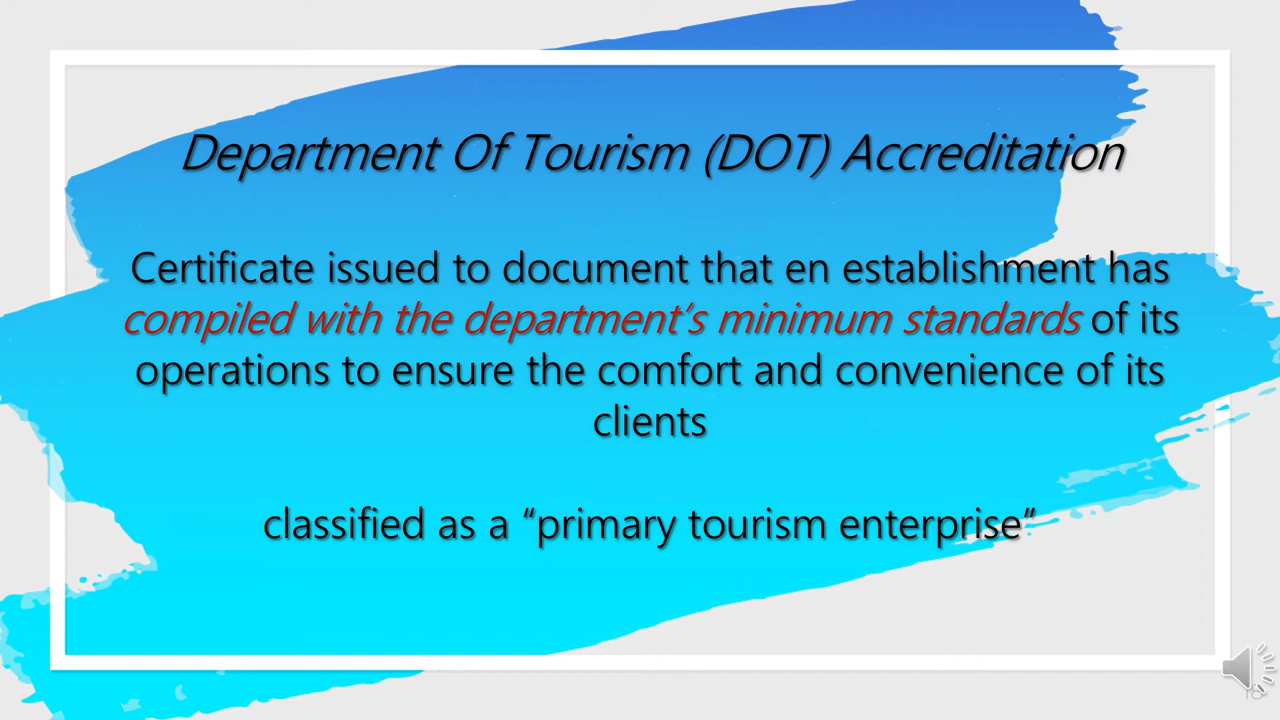 Department Of Tourism (DOT) Accreditation
Certificate issued to document that en establishment has
compiled with the department’s minimum standards of its
operations to ensure the comfort and convenience of its
clients
classified as a “primary tourism enterprise”